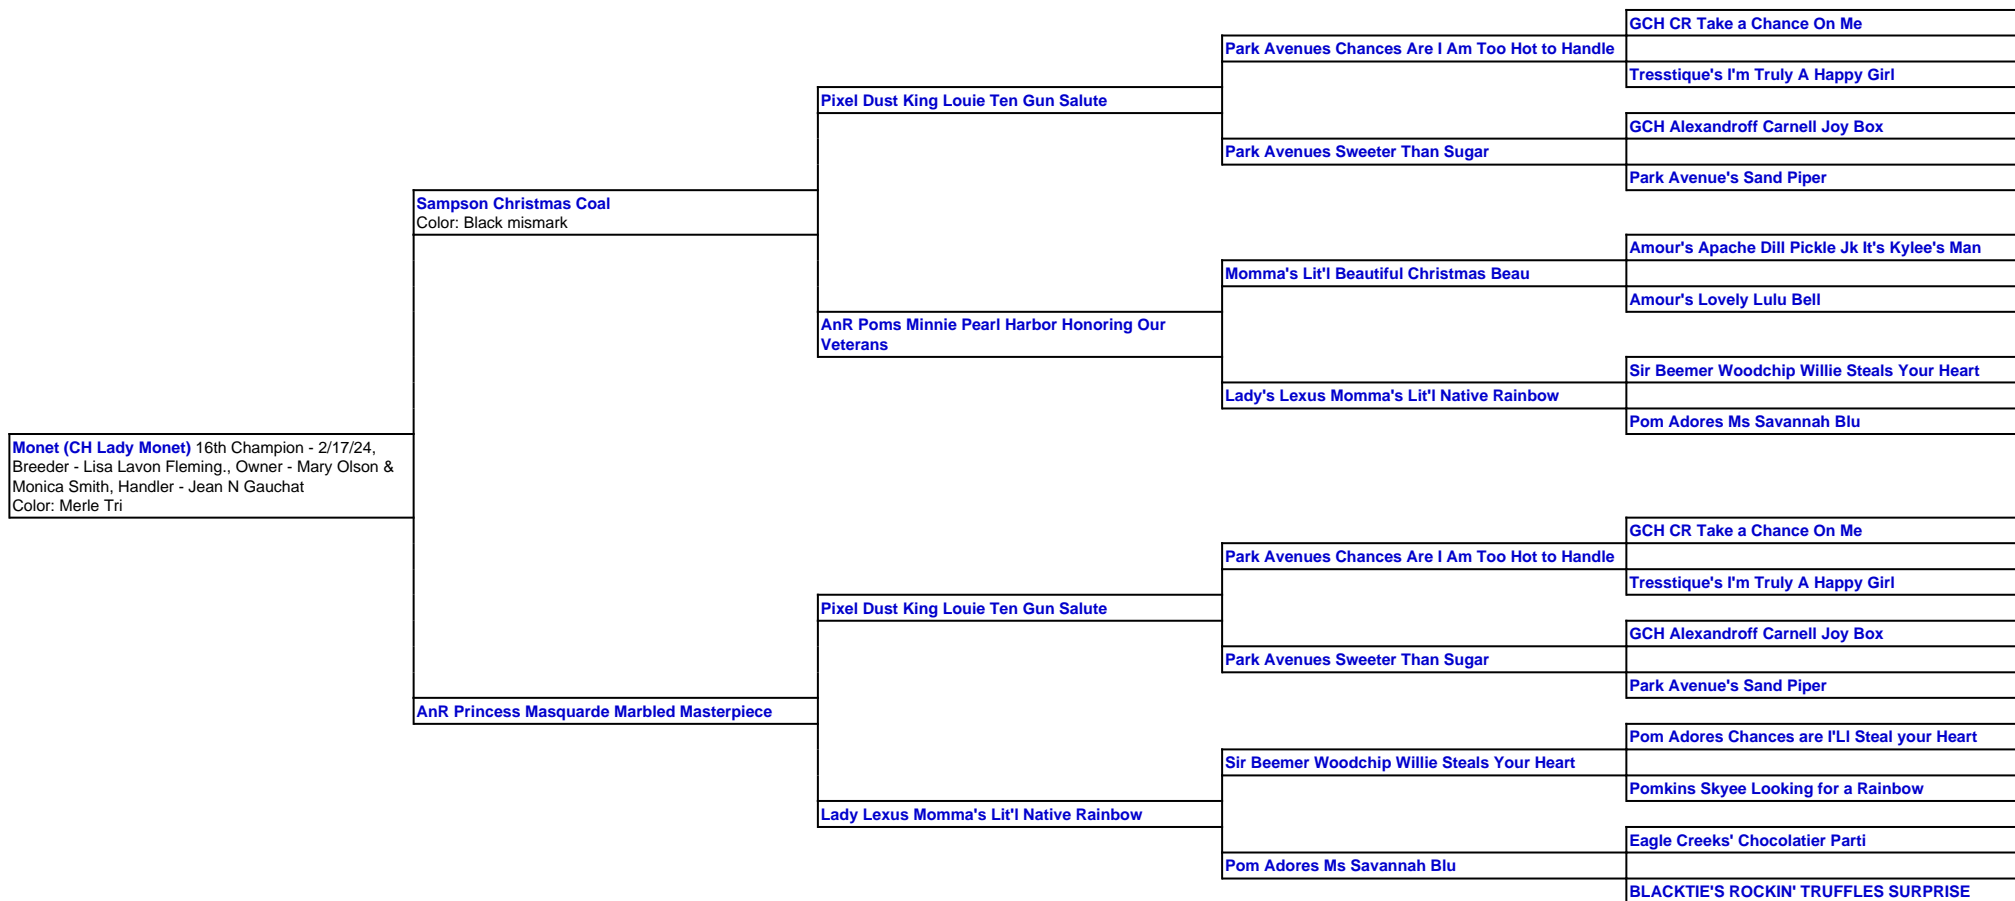 GCH CR Take a Chance On Me
Park Avenues Chances Are I Am Too Hot to Handle
Tresstique's I'm Truly A Happy Girl
Pixel Dust King Louie Ten Gun Salute
GCH Alexandroff Carnell Joy Box
Park Avenues Sweeter Than Sugar
Park Avenue's Sand Piper
Sampson Christmas Coal
Color: Black mismark
Amour's Apache Dill Pickle Jk It's Kylee's Man
Momma's Lit'l Beautiful Christmas Beau
Amour's Lovely Lulu Bell
AnR Poms Minnie Pearl Harbor Honoring Our
Veterans
Sir Beemer Woodchip Willie Steals Your Heart
Lady's Lexus Momma's Lit'l Native Rainbow
Pom Adores Ms Savannah Blu
Monet (CH Lady Monet) 16th Champion - 2/17/24,
Breeder - Lisa Lavon Fleming., Owner - Mary Olson &
Monica Smith, Handler - Jean N Gauchat
Color: Merle Tri
GCH CR Take a Chance On Me
Park Avenues Chances Are I Am Too Hot to Handle
Tresstique's I'm Truly A Happy Girl
Pixel Dust King Louie Ten Gun Salute
GCH Alexandroff Carnell Joy Box
Park Avenues Sweeter Than Sugar
Park Avenue's Sand Piper
AnR Princess Masquarde Marbled Masterpiece
Pom Adores Chances are I'Ll Steal your Heart
Sir Beemer Woodchip Willie Steals Your Heart
Pomkins Skyee Looking for a Rainbow
Lady Lexus Momma's Lit'l Native Rainbow
Eagle Creeks' Chocolatier Parti
Pom Adores Ms Savannah Blu
BLACKTIE'S ROCKIN' TRUFFLES SURPRISE